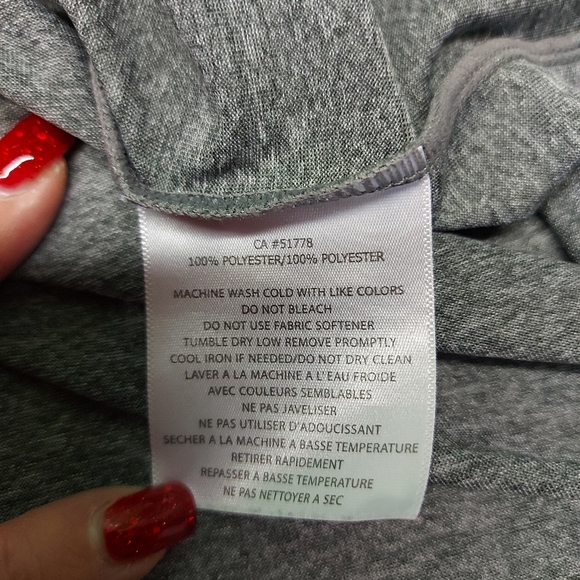 CA #51778
100% POLYESTER/100% POLYESTER
MACHINE WASH COLD WITH LIKE COLORS
DO NOT BLEACH
DO NOT USE FABRIC SOFTENER
TUMBLE DRY LOW REMOVE PROMPTLY
COOL IRON IF NEEDED/DO NOT DRY CLEAN
LAVER A LA MACHINE A L'EAU FROIDE
AVEC COULEURS SEMBLABLES
NE PAS JAVELISER
NE PAS UTILISER D'ADOUCISSANT
SECHER A LA MACHINE A BASSE TEMPERATURE
RETIRER RAPIDEMENT
REPASSER A BASSE TEMPERATURE
NE PAS NETTOYER A SEC